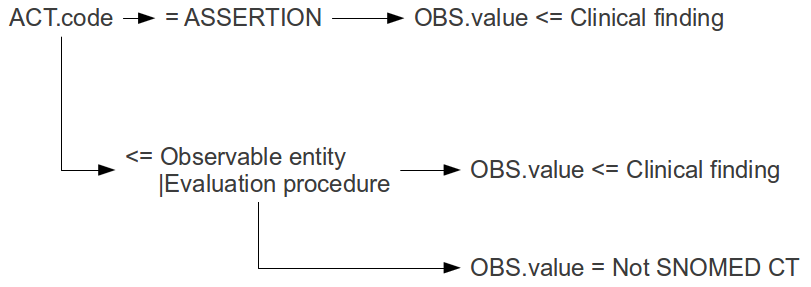 ACT.code = ASSERTION OBS.value <= Clinical finding
<= Observable entity
|Evaluation procedure OBS.value <= Clinical finding
OBS.value = Not SNOMED CT